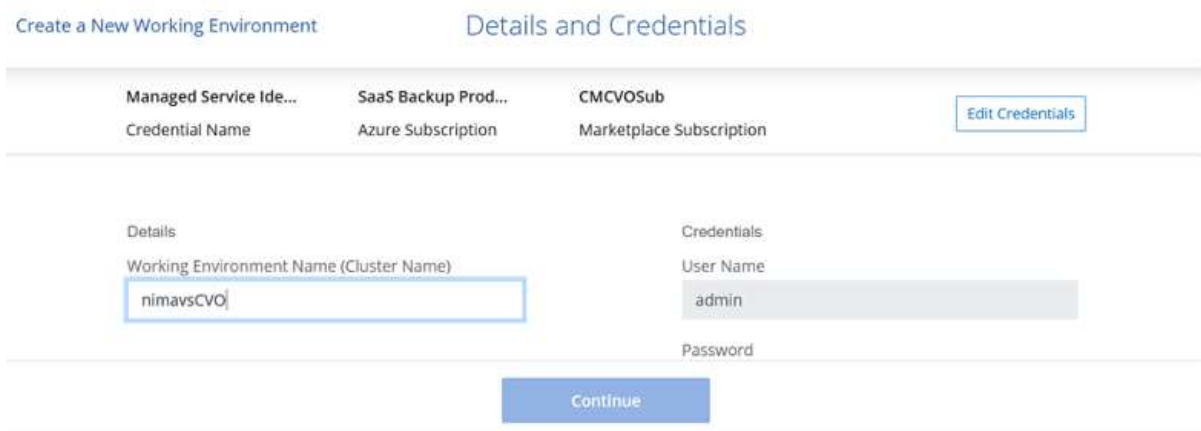 Create a New Working Environment
Details and Credentials
Managed Service Ide...
SaaS Backup Prod...
CMCVOSub
Edit Credentials
Credential Name
Azure Subscription
Marketplace Subscription
Details
Credentials
Working Environment Name (Cluster Name)
User Name
nimavsCVO
admin
Password
Continue